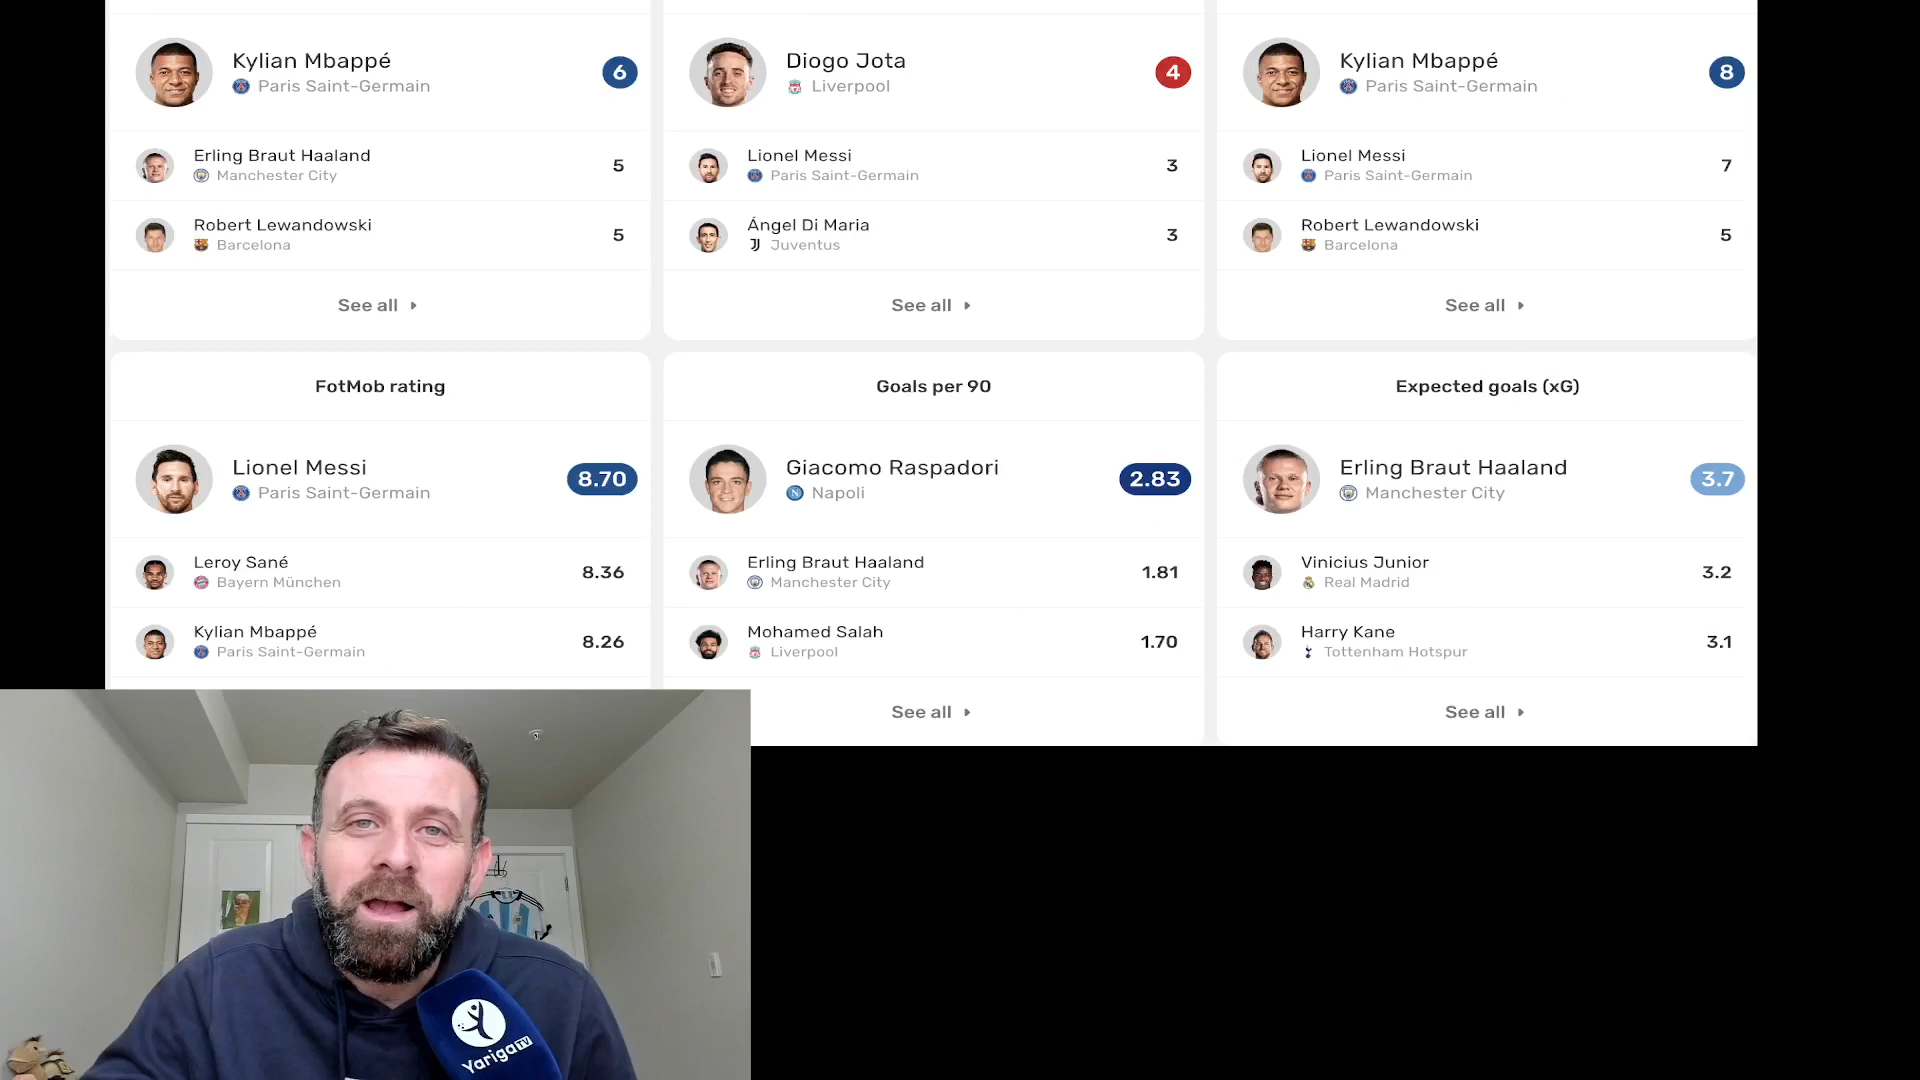 Kylian Mbappé
Paris Saint-Germain
6
Erling Braut Haaland
Manchester City
5
Robert Lewandowski
Barcelona
5
See all
Diogo Jota
Liverpool
4
Lionel Messi
Paris Saint-Germain
3
Ángel Di Maria
Juventus
3
See all
Kylian Mbappé
Paris Saint-Germain
8
Lionel Messi
Paris Saint-Germain
7
Robert Lewandowski
Barcelona
5
See all
FotMob rating
Lionel Messi
Paris Saint-Germain
8.70
Leroy Sané
Bayern München
8.36
Kylian Mbappé
Paris Saint-Germain
8.26
Goals per 90
Giacomo Raspadori
Napoli
2.83
Erling Braut Haaland
Manchester City
1.81
Mohamed Salah
Liverpool
1.70
See all
Expected goals (xG)
Erling Braut Haaland
Manchester City
3.7
Vinicius Junior
Real Madrid
3.2
Harry Kane
Tottenham Hotspur
3.1
See all
Yariga TV